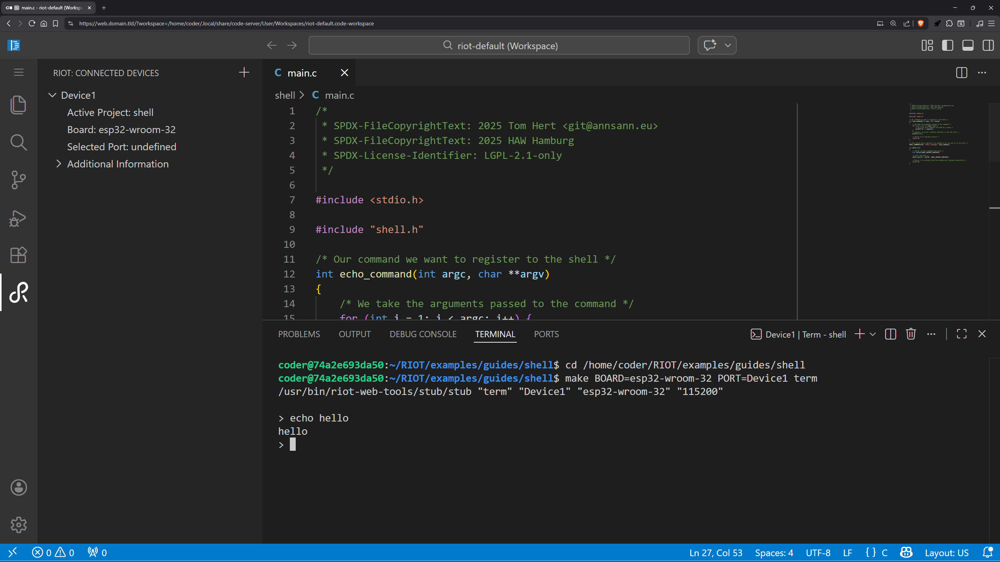 main.c - riot-default (Workspa
https://web.domain.tld/?workspace=/home/coder/.local/share/code-server/User/Workspaces/riot-default.code-workspace
riot-default (Workspace)
RIOT: CONNECTED DEVICES
Device1
Active Project: shell
Board: esp32-wroom-32
Selected Port: undefined
Additional Information
main.c
shell > C main.c
1 /*
2 * SPDX-FileCopyrightText: 2025 Tom Hert <git@annsann.eu>
3 * SPDX-FileCopyrightText: 2025 HAW Hamburg
4 * SPDX-License-Identifier: LGPL-2.1-only
5 */
6
7 #include <stdio.h>
8
9 #include "shell.h"
10
11 /* Our command we want to register to the shell */
12 int echo_command(int argc, char **argv)
13 {
14 /* We take the arguments passed to the command */
15 for (int i = 1; i < argc; i++) {
PROBLEMS OUTPUT DEBUG CONSOLE TERMINAL PORTS
Device1 | Term - shell
coder@74a2e693da50:~/RIOT/examples/guides/shell$ cd /home/coder/RIOT/examples/guides/shell
coder@74a2e693da50:~/RIOT/examples/guides/shell$ make BOARD=esp32-wroom-32 PORT=Device1 term
/usr/bin/riot-web-tools/stub/stub "term" "Device1" "esp32-wroom-32" "115200"
> echo hello
hello
>
0 0 0
Ln 27, Col 53 Spaces: 4 UTF-8 LF {} C Layout: US